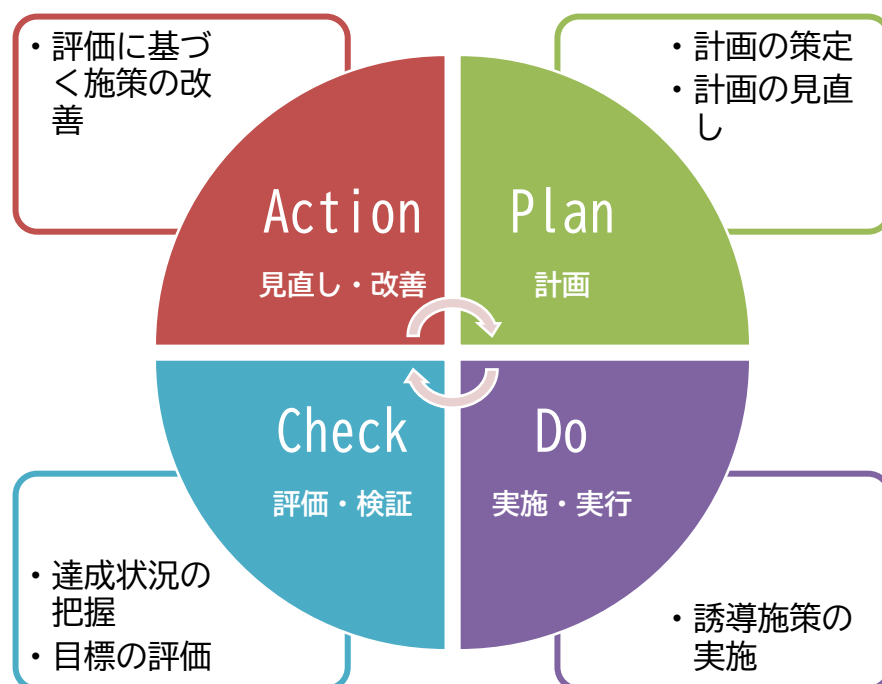 ・評価に基づ
く施策の改
善
・計画の策定
・計画の見直
し
Action
見直し・改善
Plan
計画
Check
評価・検証
Do
実施・実行
・達成状況の
把握
・目標の評価
・誘導施策の
実施